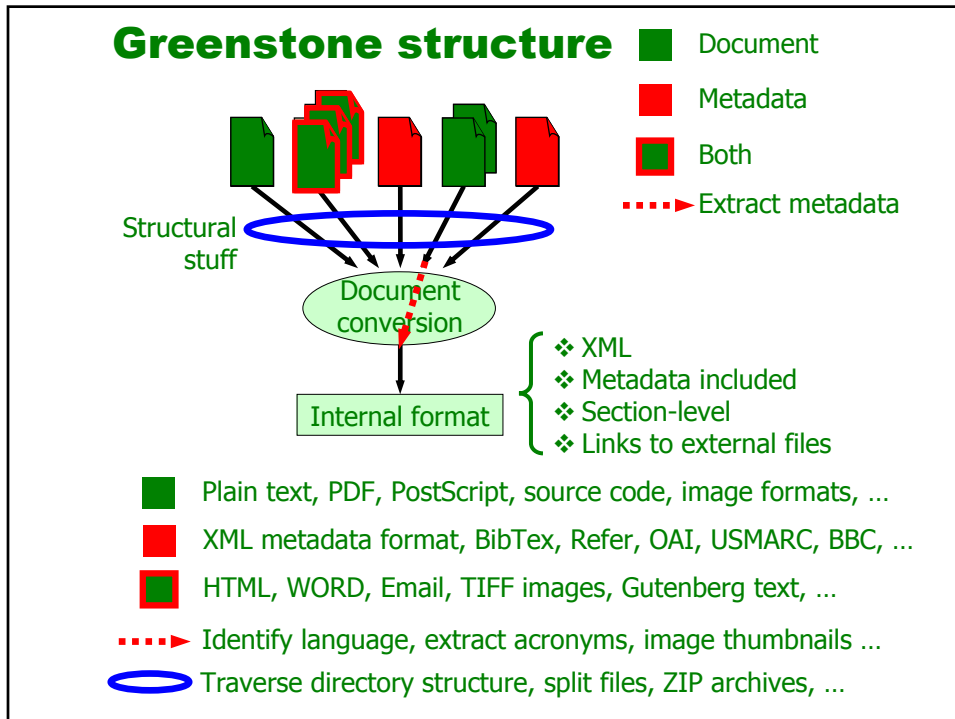 Greenstone structure
Document
Metadata
Both
Extract metadata
Structural
stuff
Document
conversion
Internal format
❖ XML
❖ Metadata included
❖ Section-level
❖ Links to external files
Plain text, PDF, PostScript, source code, image formats, …
XML metadata format, BibTex, Refer, OAI, USMARC, BBC, …
HTML, WORD, Email, TIFF images, Gutenberg text, …
Identify language, extract acronyms, image thumbnails …
Traverse directory structure, split files, ZIP archives, …